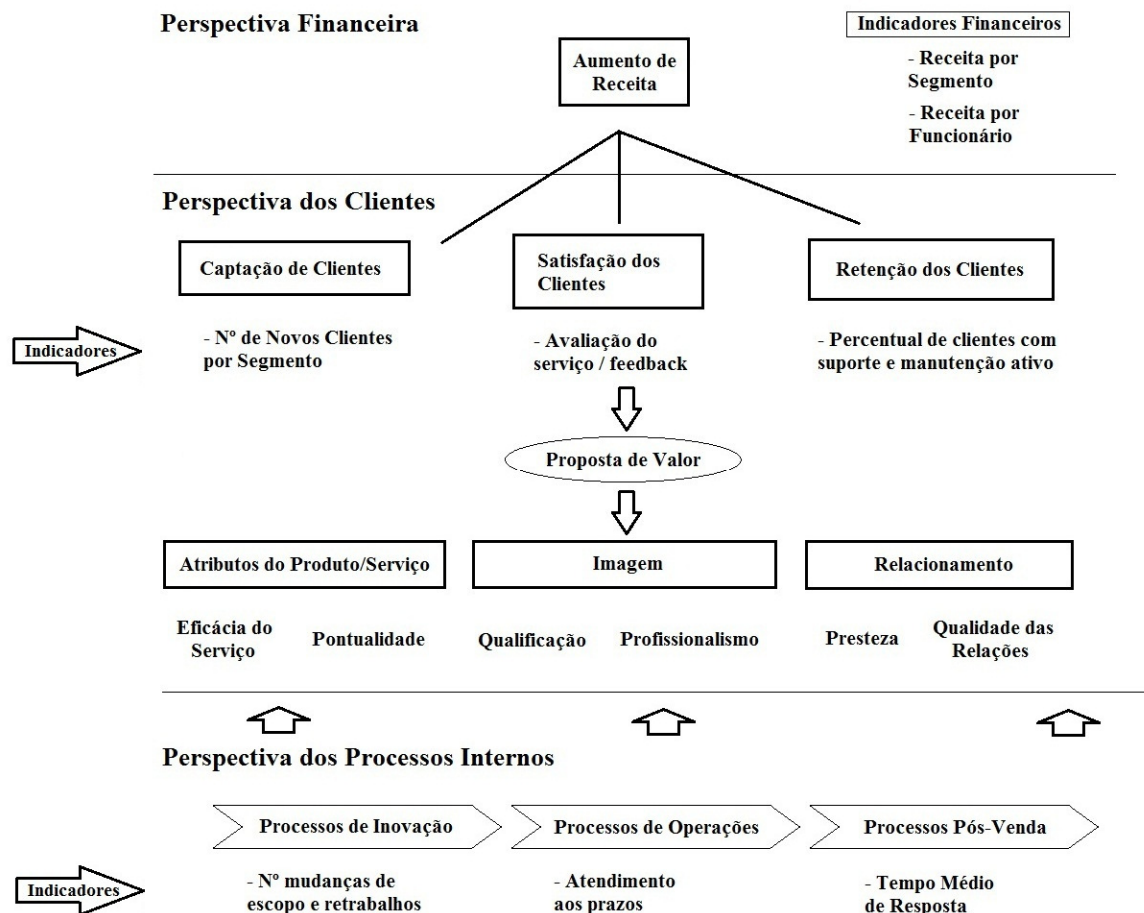 Perspectiva Financeira
Indicadores Financeiros
Aumento de
Receita
- Receita por
Segmento
- Receita por
Funcionário
Perspectiva dos Clientes
Captação de Clientes
Satisfação dos
Clientes
Retenção dos Clientes
Indicadores
- Nº de Novos Clientes
por Segmento
- Avaliação do
serviço / feedback
- Percentual de clientes com
suporte e manutenção ativo
Proposta de Valor
Atributos do Produto/Serviço
Imagem
Relacionamento
Eficácia do
Serviço
Pontualidade
Qualificação
Profissionalismo
Presteza
Qualidade das
Relações
Perspectiva dos Processos Internos
Processos de Inovação
Processos de Operações
Processos Pós-Venda
Indicadores
- Nº mudanças de
escopo e retrabalhos
- Atendimento
aos prazos
- Tempo Médio
de Resposta